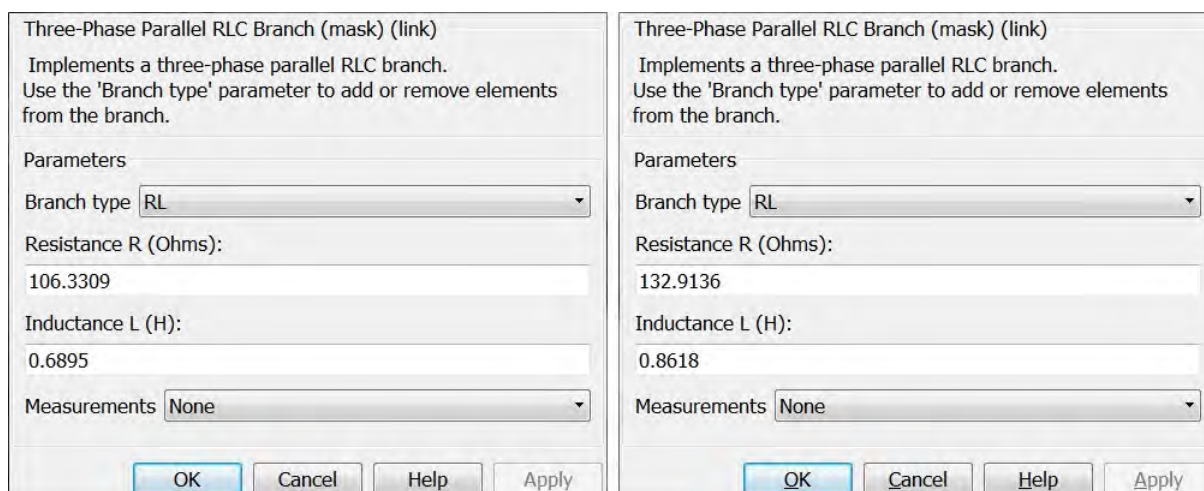 Three-Phase Parallel RLC Branch (mask) (link)
Implements a three-phase parallel RLC branch.
Use the 'Branch type' parameter to add or remove elements
from the branch.
Parameters
Branch type RL
Resistance R (Ohms):
106.3309
Inductance L (H):
0.6895
Measurements None
OK Cancel Help Apply
Three-Phase Parallel RLC Branch (mask) (link)
Implements a three-phase parallel RLC branch.
Use the 'Branch type' parameter to add or remove elements
from the branch.
Parameters
Branch type RL
Resistance R (Ohms):
132.9136
Inductance L (H):
0.8618
Measurements None
OK Cancel Help Apply